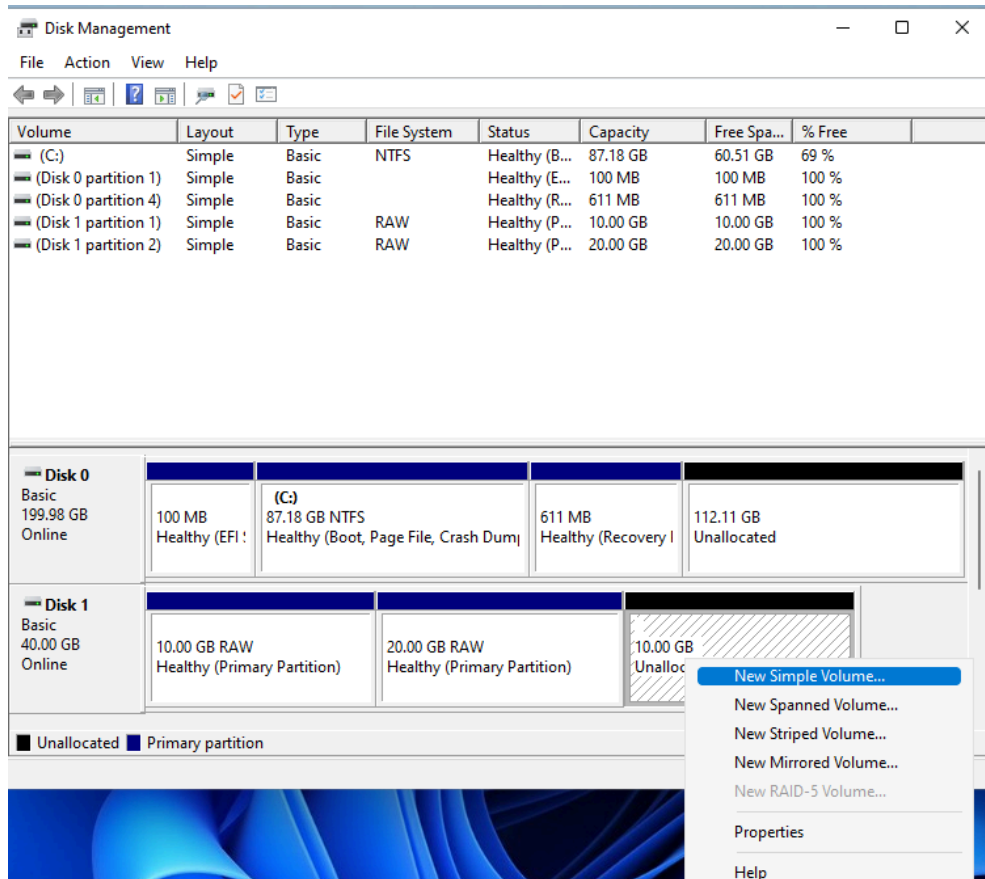 Disk Management
File Action View Help
Volume Layout Type File System Status Capacity Free Spa... % Free
(C:) Simple Basic NTFS Healthy (B... 87.18 GB 60.51 GB 69 %
(Disk 0 partition 1) Simple Basic Healthy (E... 100 MB 100 MB 100 %
(Disk 0 partition 4) Simple Basic Healthy (R... 611 MB 611 MB 100 %
(Disk 1 partition 1) Simple Basic RAW Healthy (P... 10.00 GB 10.00 GB 100 %
(Disk 1 partition 2) Simple Basic RAW Healthy (P... 20.00 GB 20.00 GB 100 %
Disk 0
Basic
199.98 GB
Online
100 MB
Healthy (EFI
(C:)
87.18 GB NTFS
Healthy (Boot, Page File, Crash Dum
611 MB
Healthy (Recovery
112.11 GB
Unallocated
Disk 1
Basic
40.00 GB
Online
10.00 GB RAW
Healthy (Primary Partition)
20.00 GB RAW
Healthy (Primary Partition)
10.00 GB
Unalloc
New Simple Volume...
New Spanned Volume...
New Striped Volume...
New Mirrored Volume...
New RAID-5 Volume...
Properties
Help
Unallocated Primary partition